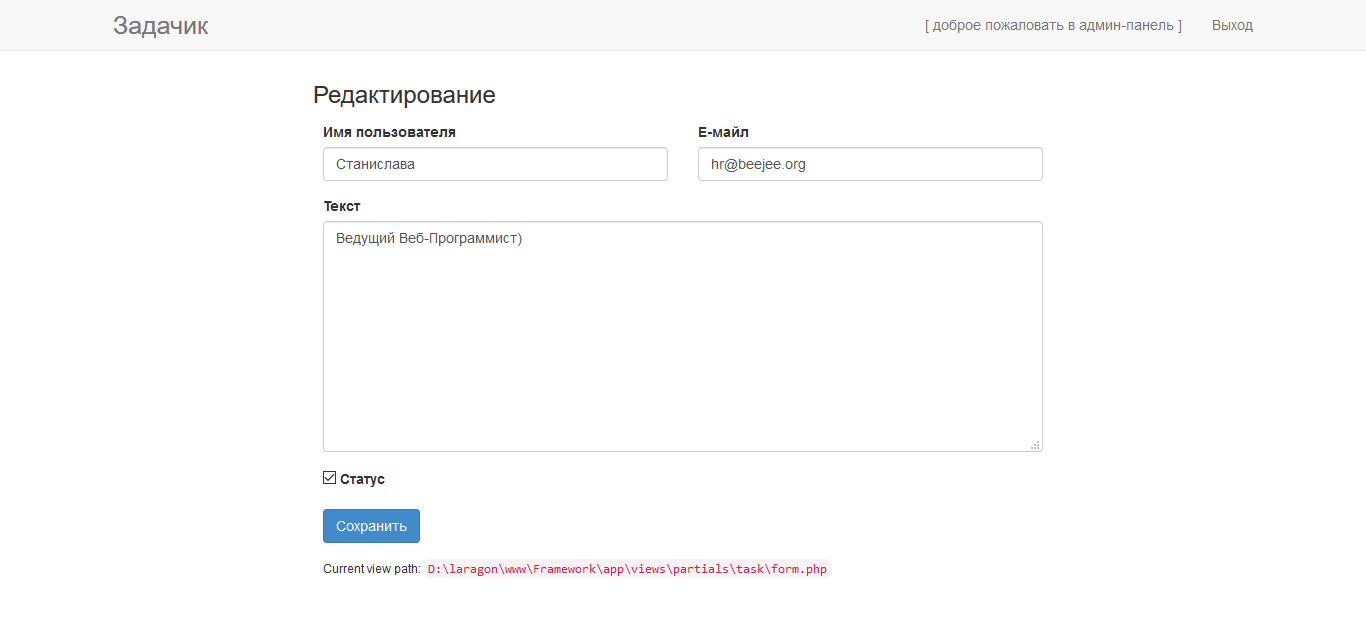 Задачик
[ доброе пожаловать в админ-панель ] Выход
Редактирование
Имя пользователя
Е-майл
Станислава
hr@beejee.org
Текст
Ведущий Веб-Программист)
Статус
Сохранить
Current view path: D:\laragon\www\Framework\app\views\partials\task\form.php